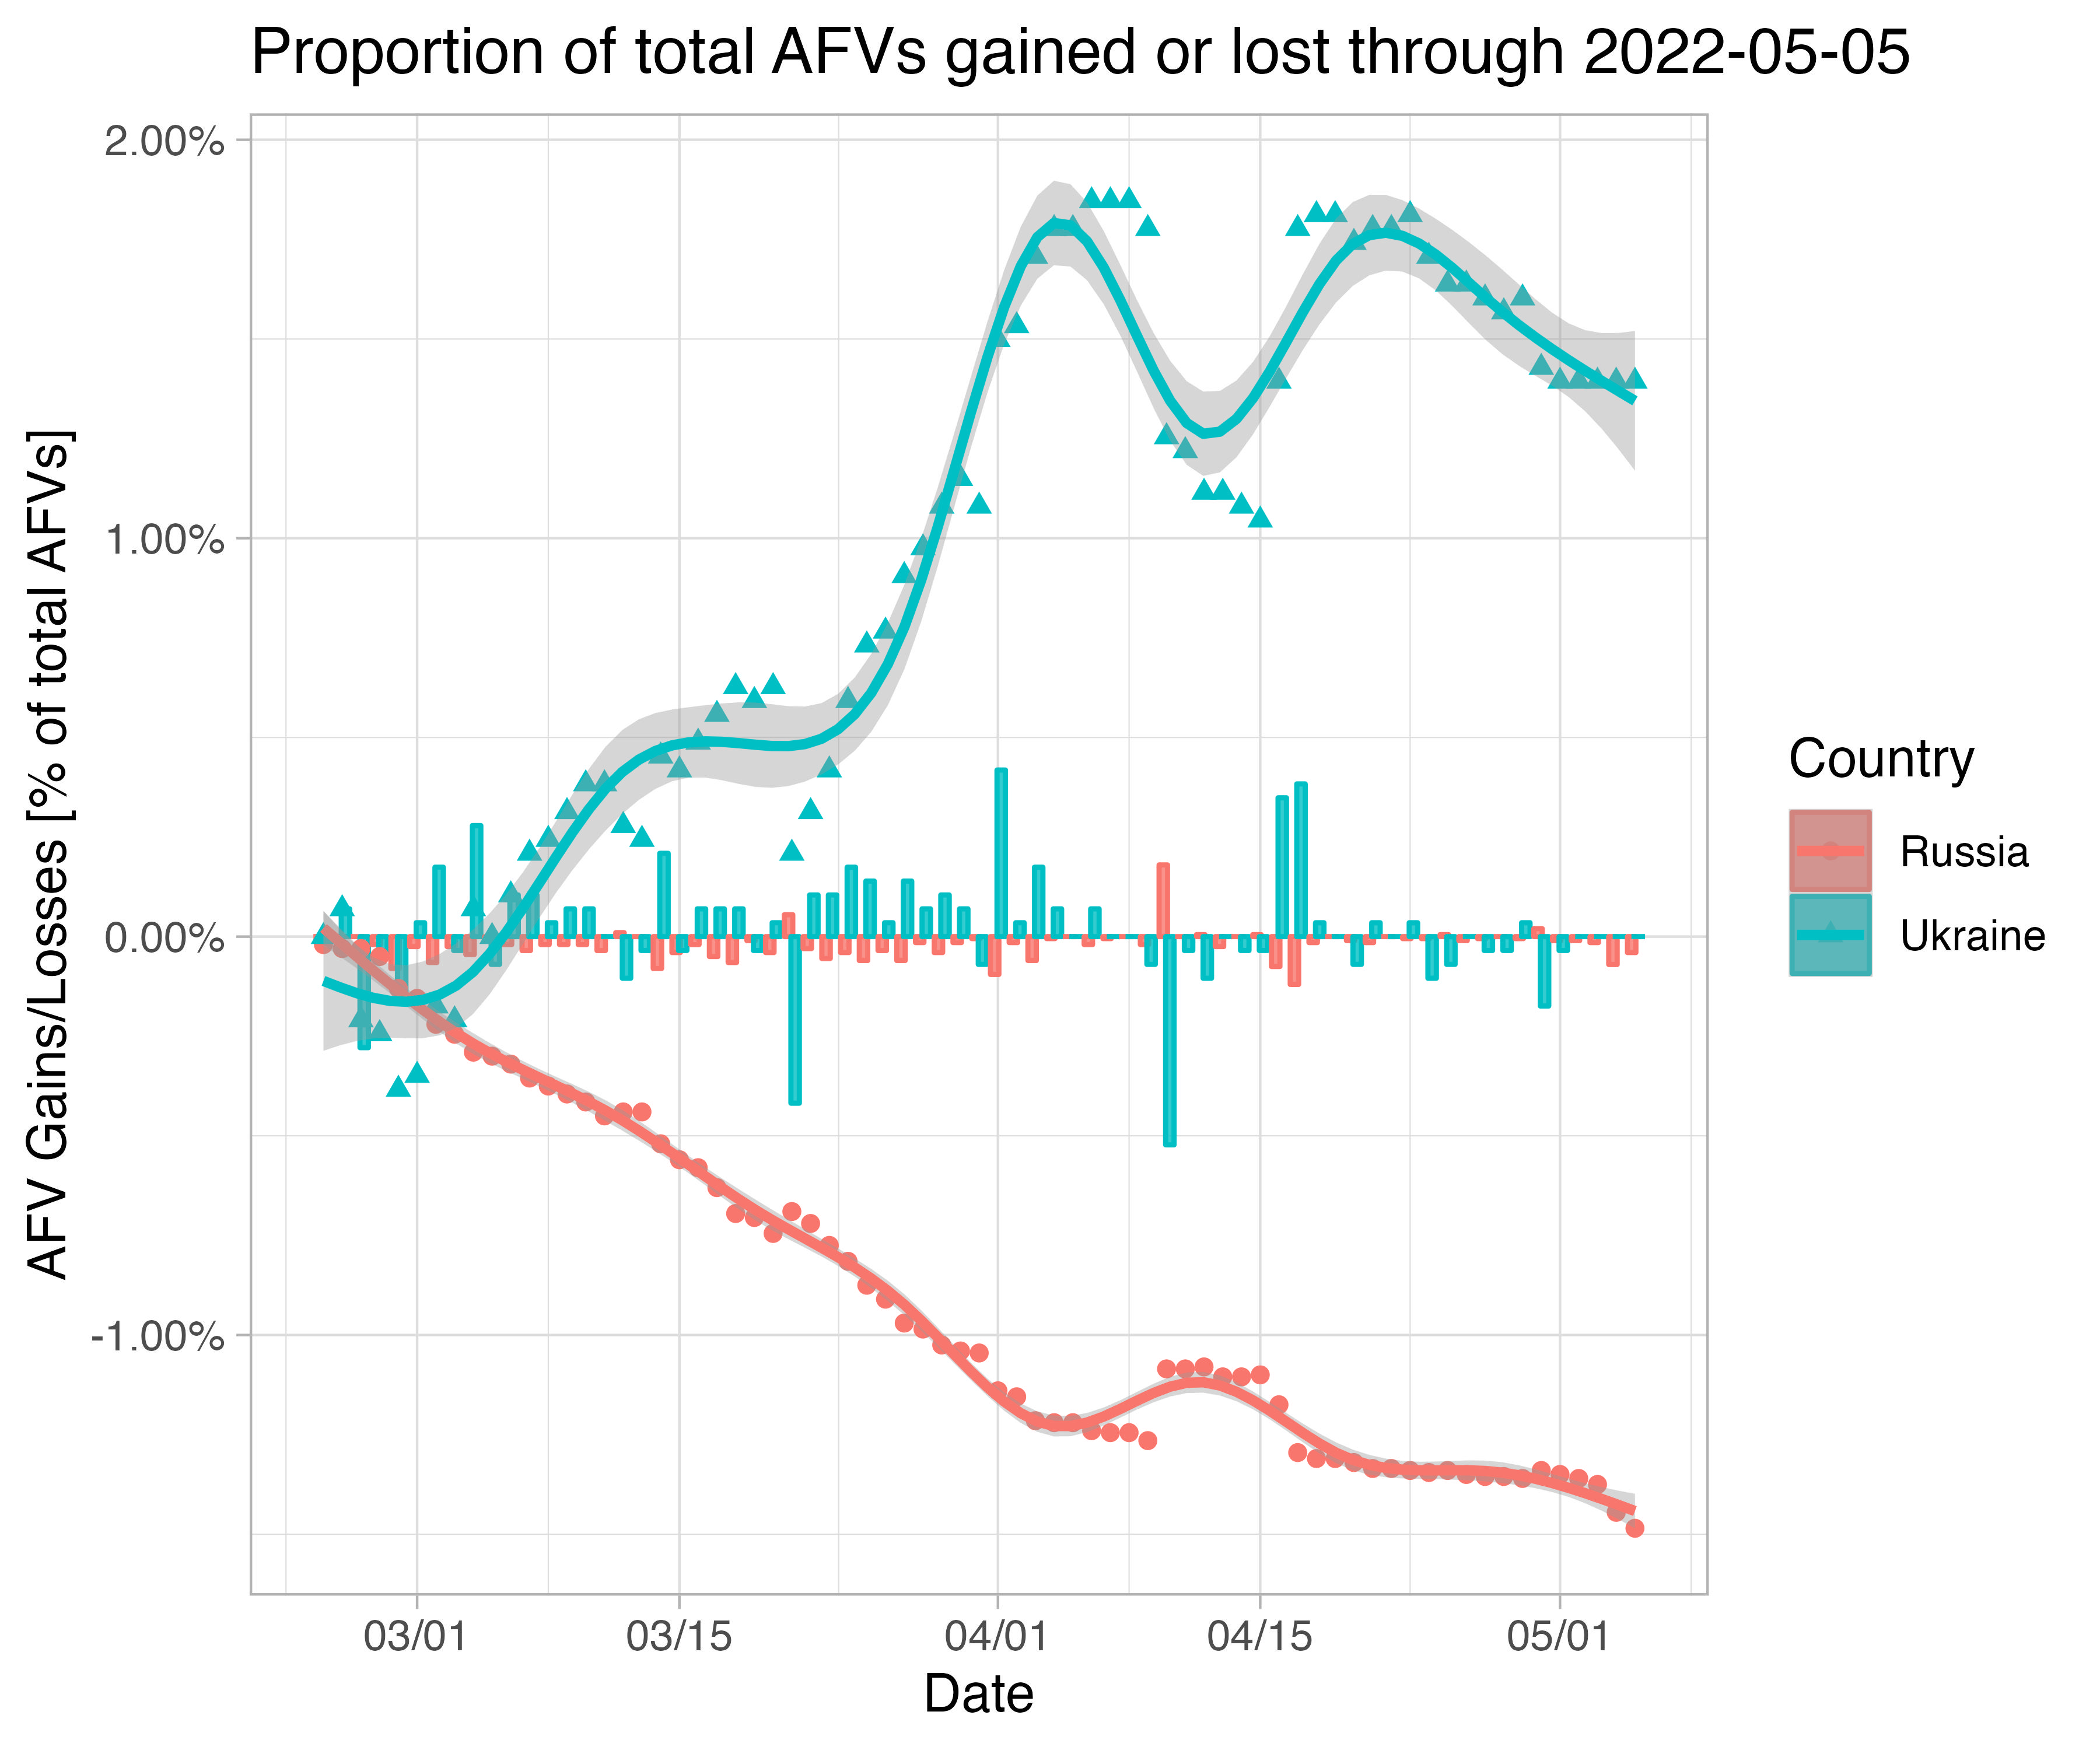 Proportion of total AFVs gained or lost through 2022-05-05
AFV Gains/Losses [% of total AFVs]
2.00%
1.00%
0.00%
-1.00%
03/01
03/15
04/01
04/15
05/01
Date
Country
Russia
Ukraine